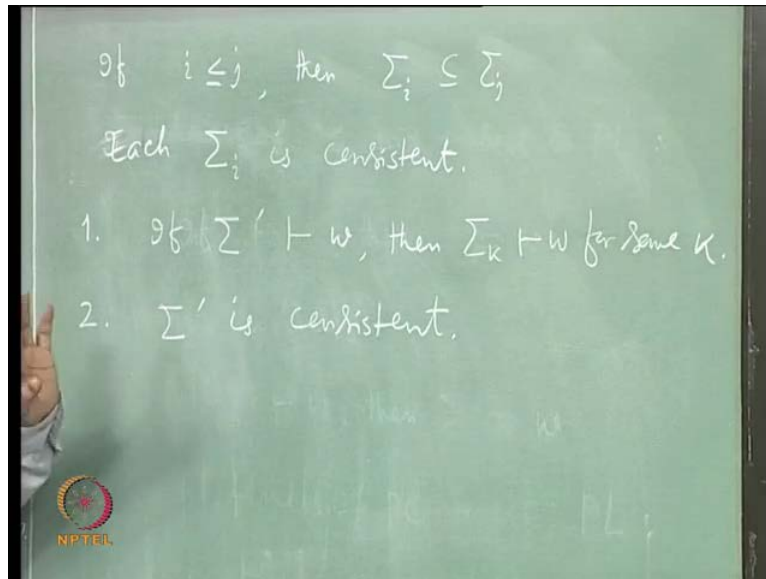 If i ≤ j, then Σ_i ⊆ Σ_j
Each Σ_i is consistent.
1. If Σ' ⊢ w, then Σ_K ⊢ w for some K.
2. Σ' is consistent.
NPTEL